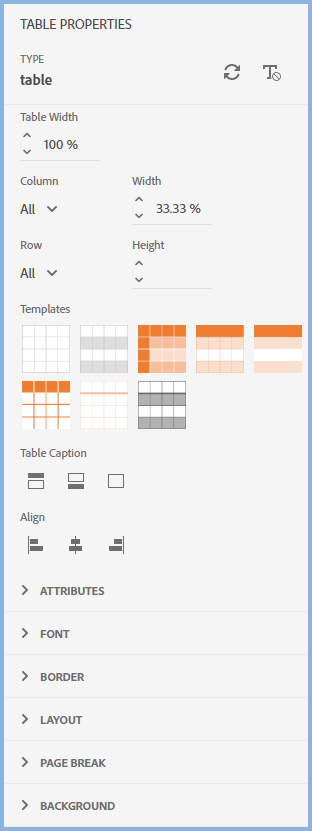 TABLE PROPERTIES
TYPE
table
Table Width
100 %
Column Width
All 33.33 %
Row Height
All
Templates
Table Caption
Align
ATTRIBUTES
FONT
BORDER
LAYOUT
PAGE BREAK
BACKGROUND